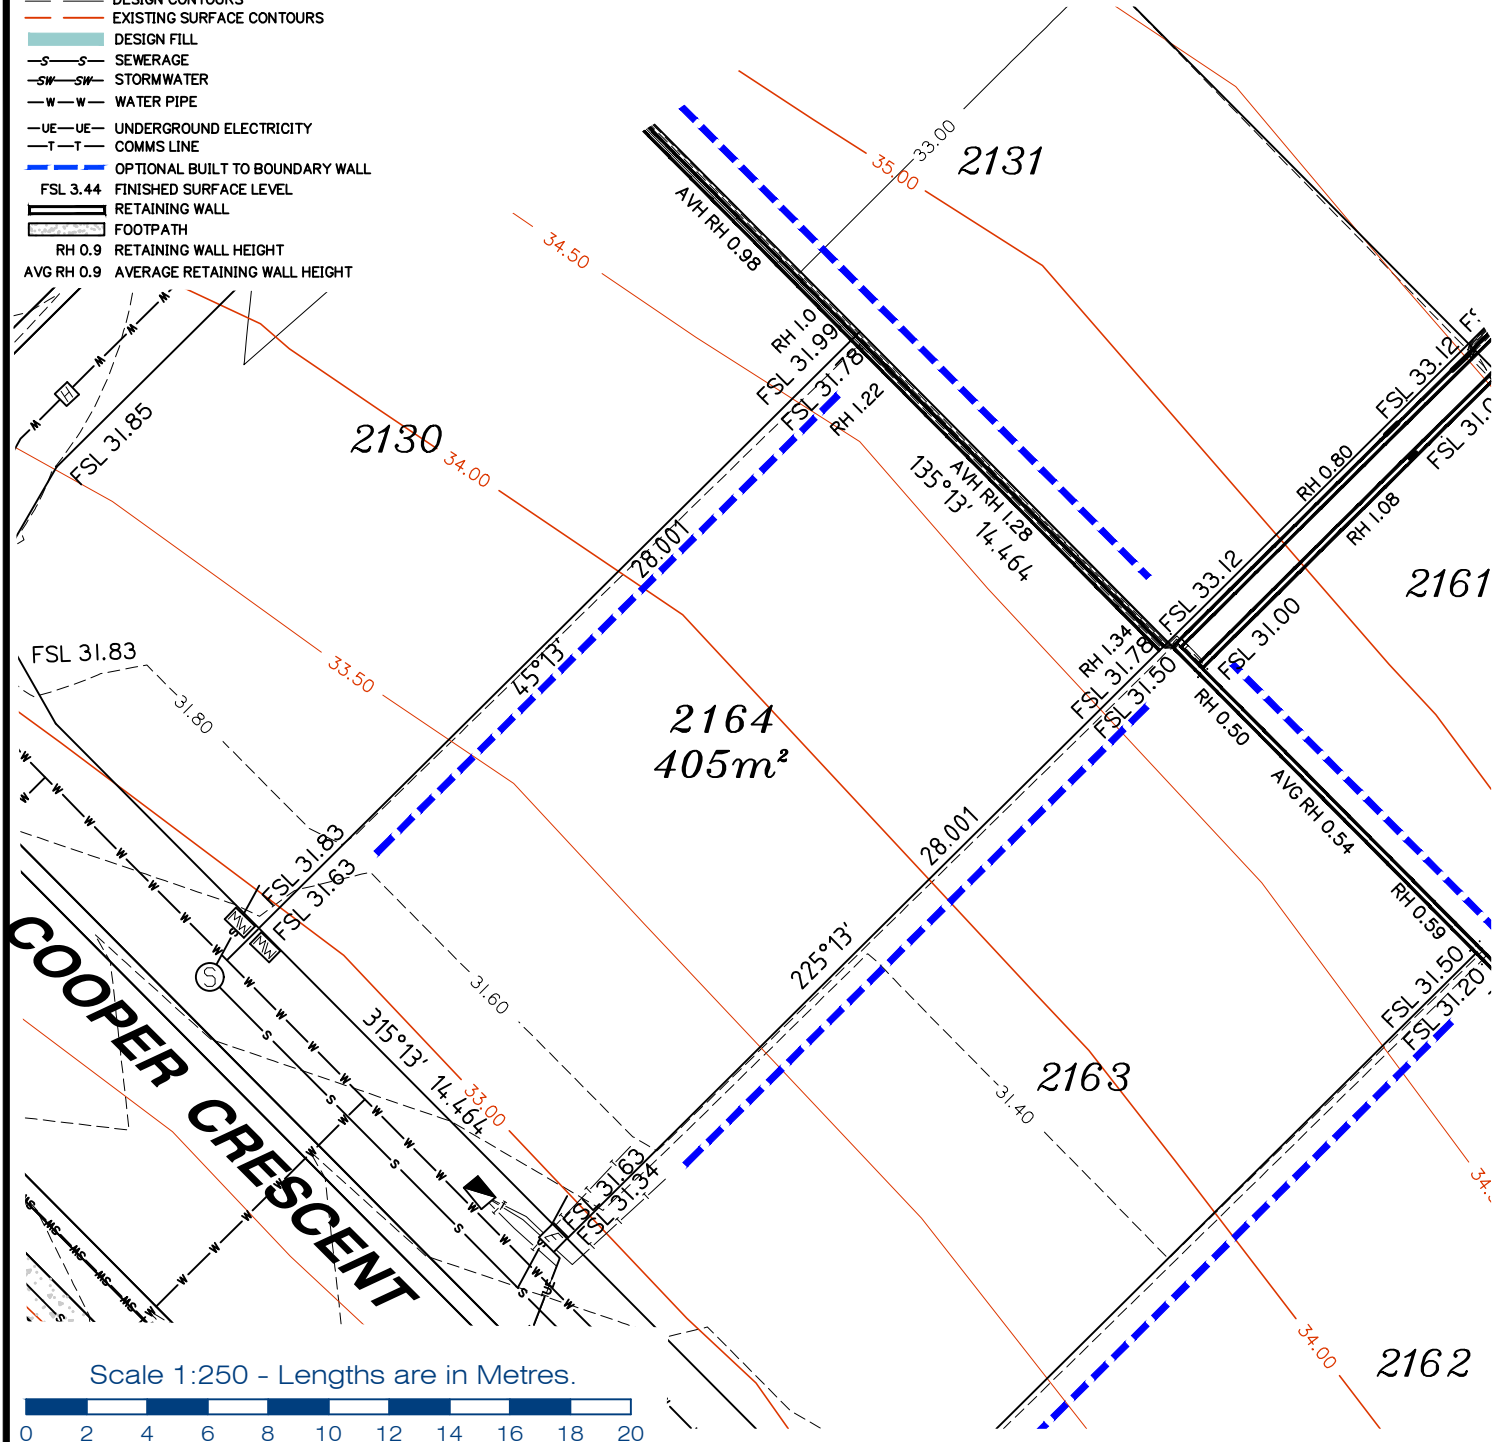 DESIGN CONTOURS
EXISTING SURFACE CONTOURS
DESIGN FILL
S S SEWERAGE
SW SW STORMWATER
W W WATER PIPE
UE UE UNDERGROUND ELECTRICITY
T T COMMS LINE
OPTIONAL BUILT TO BOUNDARY WALL
FSL 3.44 FINISHED SURFACE LEVEL
RETAINING WALL
FOOTPATH
RH 0.9 RETAINING WALL HEIGHT
AVG RH 0.9 AVERAGE RETAINING WALL HEIGHT
33.00
2131
35.00
AVH RH 0.98
34.50
RH 1.0
FSL 31.99
FSL 31.78
RH 1.22
FSL 33.12
FSL 31.85
2130
34.00
AVH RH 1.28
135°13' 14.464
RH 0.80
RH 1.08
28.001
45°13'
FSL 33.12
FSL 31.00
2161
FSL 31.83
33.50
31.80
RH 1.34
FSL 31.78
FSL 31.50
RH 0.50
2164
405m²
AVG RH 0.54
28.001
FSL 31.83
FSL 31.63
MW
MW
S
225°13'
RH 0.59
FSL 31.50
FSL 31.20
31.60
COOPER CRESCENT
315°13' 14.464
33.00
2163
31.40
FSL 31.63
FSL 31.34
34.00
2162
Scale 1:250 - Lengths are in Metres.
0 2 4 6 8 10 12 14 16 18 20